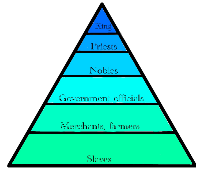 King
Priests
Nobles
Government officials
Merchants, farmers
Slaves